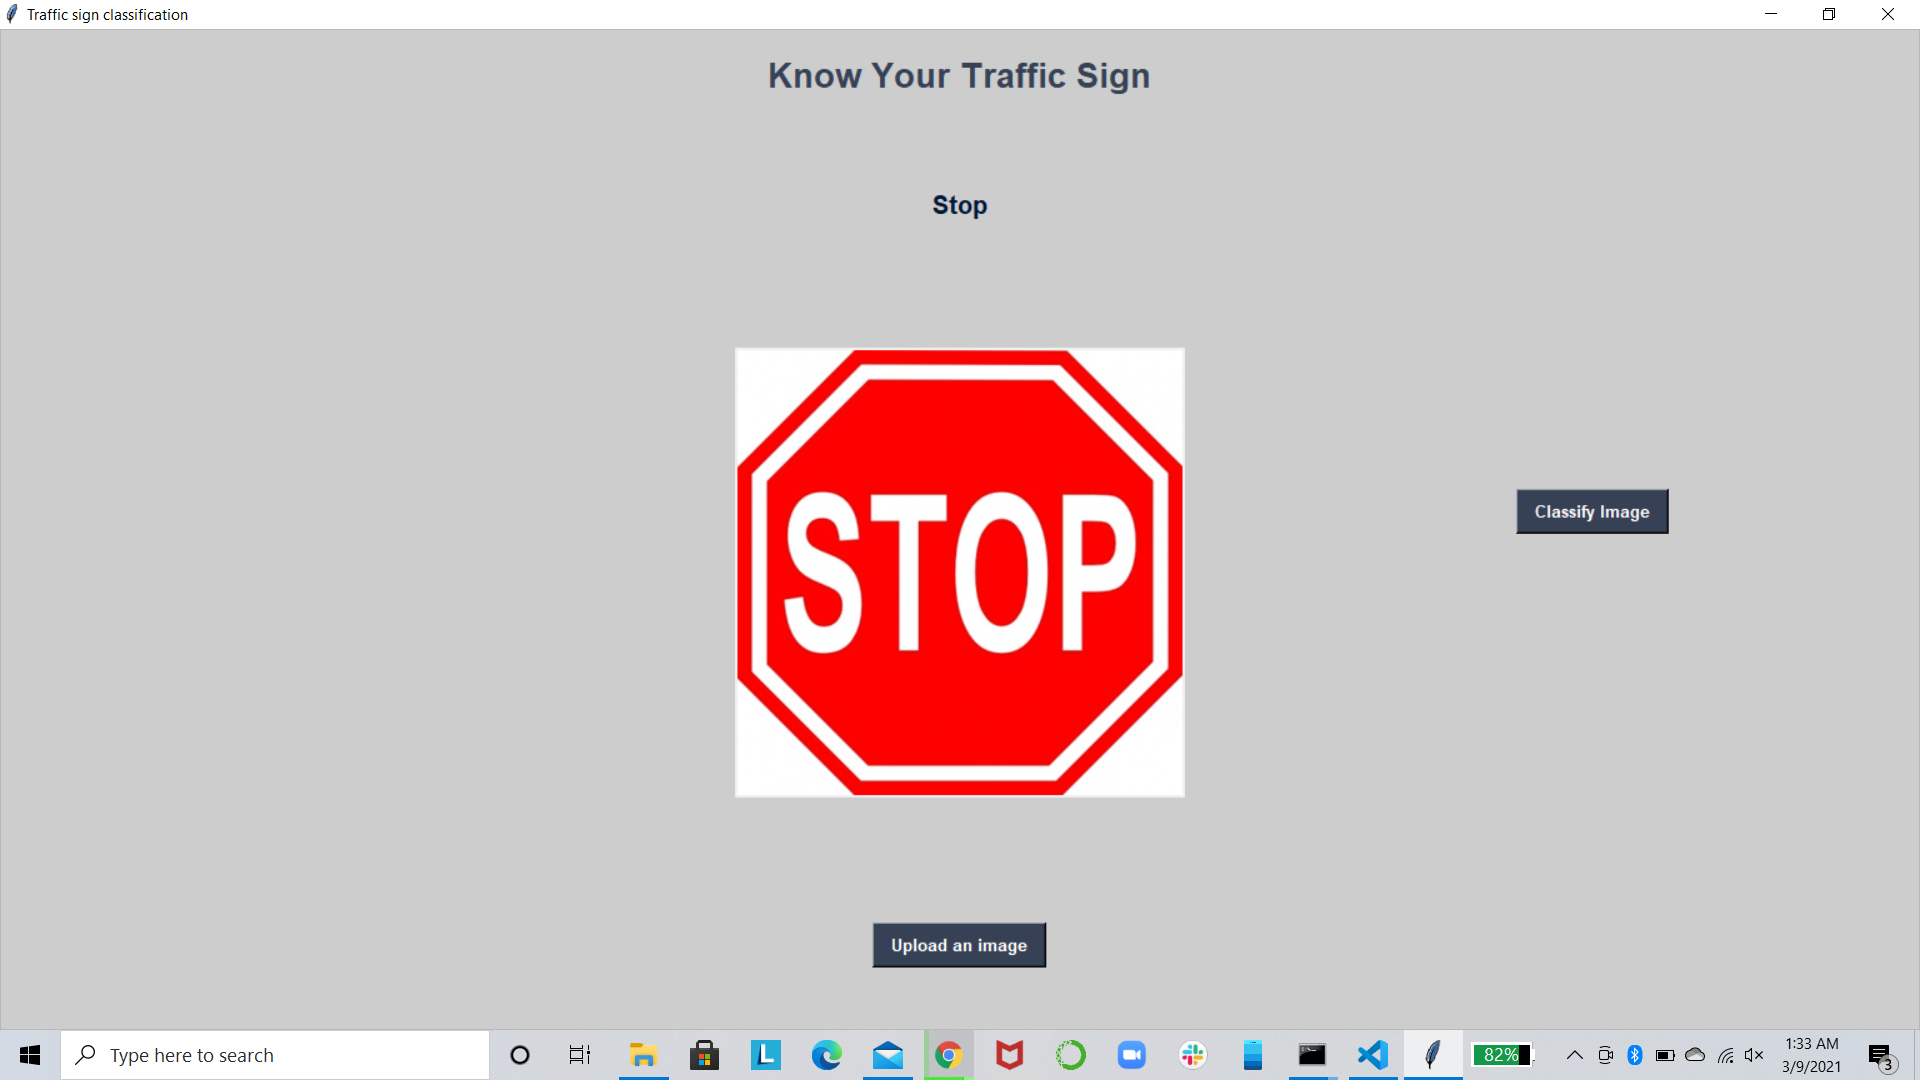 Traffic sign classification
Know Your Traffic Sign
Stop
STOP
Classify Image
Upload an image
Type here to search
L
82%
1:33 AM
3/9/2021
3